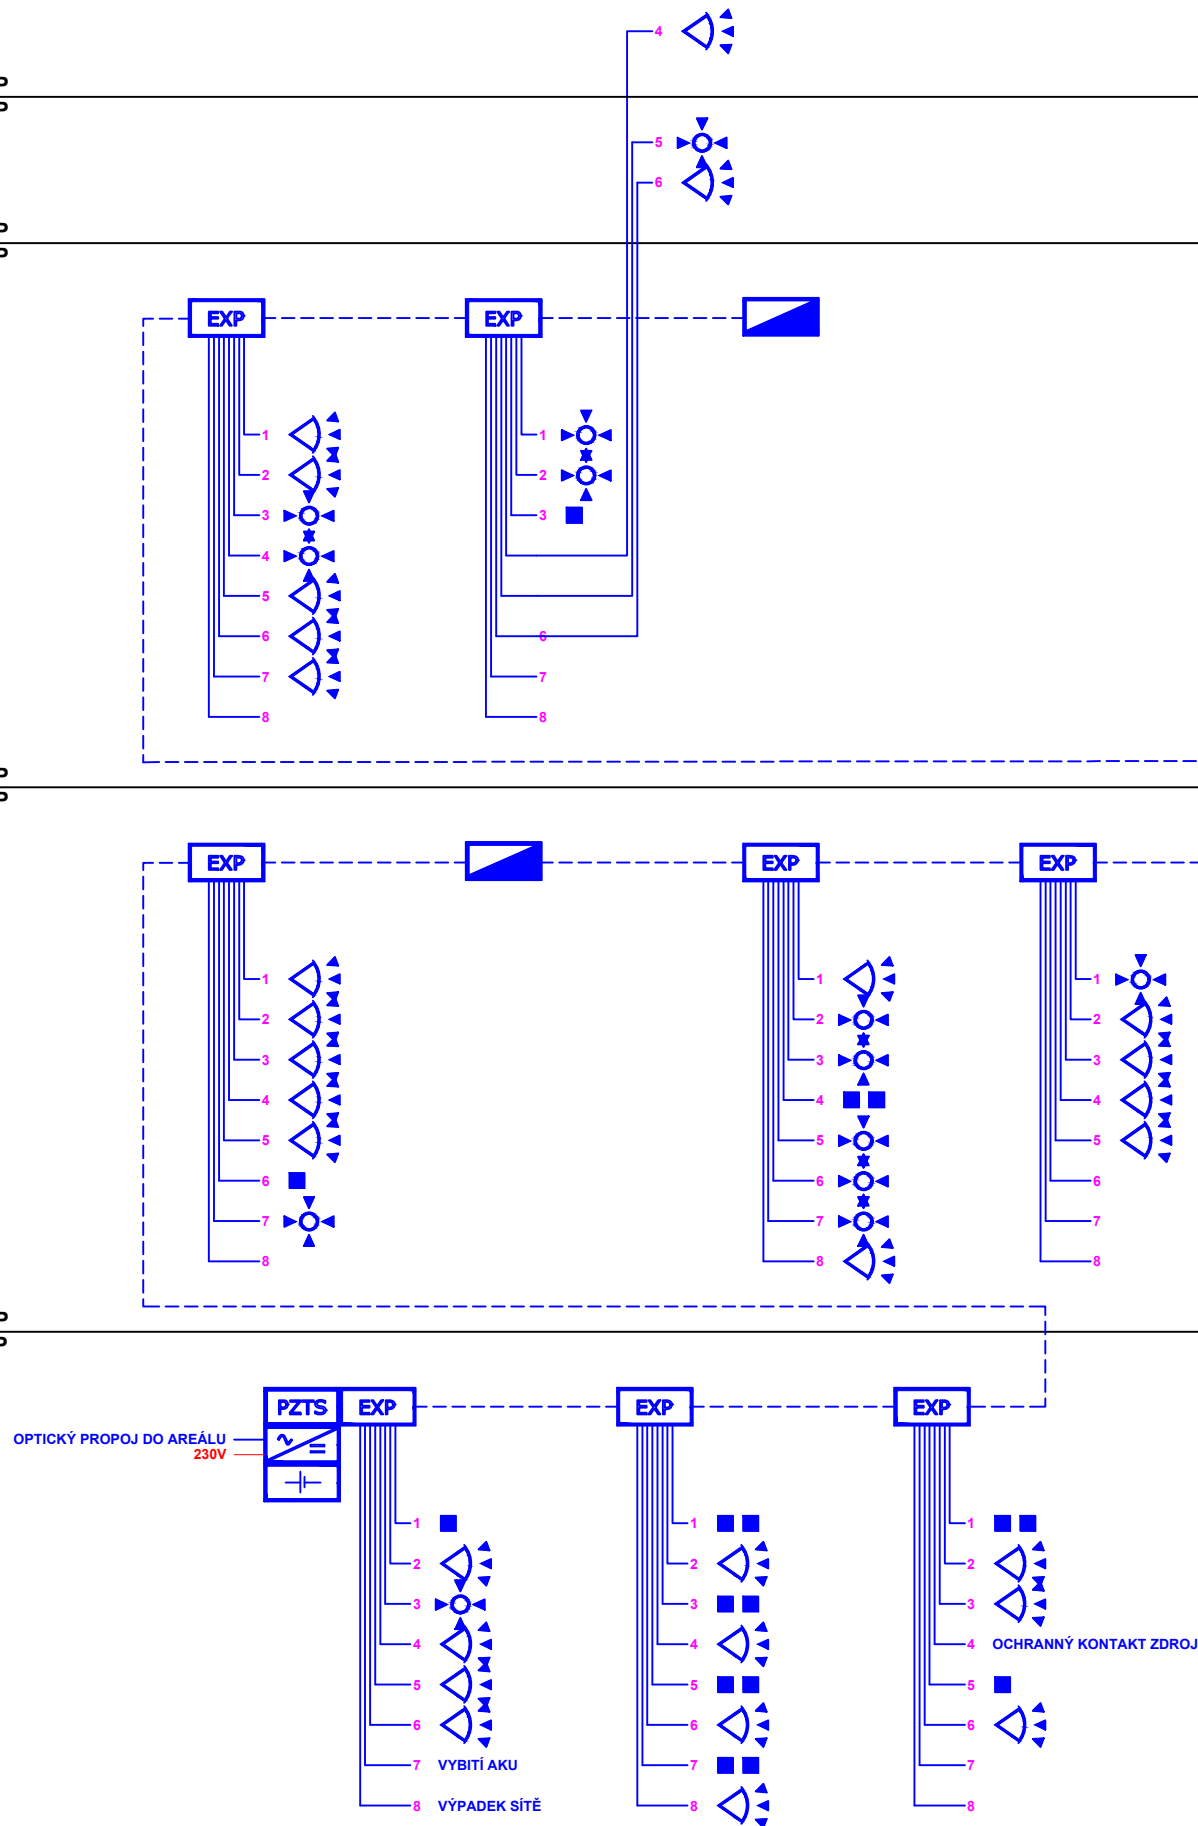 4
5
6
EXP EXP
1 1
2 2
3 3
4
5
6 6
7 7
8 8
EXP EXP EXP
1 1 1
2 2 2
3 3 3
4 4 4
5 5 5
6 6 6
7 7 7
8 8 8
PZTS EXP EXP EXP
OPTICKÝ PROPOJ DO AREÁLU
230V
1 1 1
2 2 2
3 3 3
4 4 4 OCHRANNÝ KONTAKT ZDROJ
5 5 5
6 6 6
7 VYBITÍ AKU 7 7
8 VÝPADEK SÍTĚ 8 8